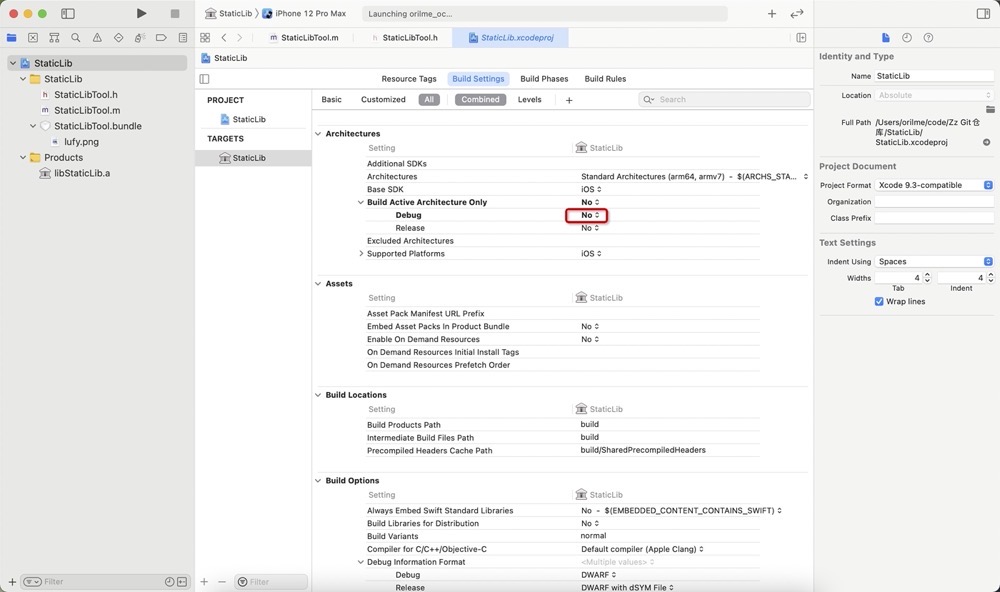 StaticLib 〉 iPhone 12 Pro Max
Launching orilme_oc...
StaticLibTool.m
StaticLibTool.h
StaticLib.xcodeproj
StaticLib
StaticLib
StaticLibTool.h
StaticLibTool.m
StaticLibTool.bundle
lufy.png
Products
libStaticLib.a
Filter
StaticLib
Resource Tags Build Settings Build Phases Build Rules
PROJECT
StaticLib
TARGETS
StaticLib
Filter
Basic Customized All Combined Levels + Search
Architectures
Setting StaticLib
Additional SDKs
Architectures Standard Architectures (arm64, armv7) - $(ARCHS_STA...
Base SDK iOS
Build Active Architecture Only No
Debug No
Release No
Excluded Architectures
Supported Platforms iOS
Assets
Setting StaticLib
Asset Pack Manifest URL Prefix
Embed Asset Packs In Product Bundle No
Enable On Demand Resources No
On Demand Resources Initial Install Tags
On Demand Resources Prefetch Order
Build Locations
Setting StaticLib
Build Products Path build
Intermediate Build Files Path build
Precompiled Headers Cache Path build/SharedPrecompiledHeaders
Build Options
Setting StaticLib
Always Embed Swift Standard Libraries No - $(EMBEDDED_CONTENT_CONTAINS_SWIFT)
Build Libraries for Distribution No
Build Variants normal
Compiler for C/C++/Objective-C Default compiler (Apple Clang)
Debug Information Format <Multiple values>
Debug DWARF
Release DWARF with dSYM File
Identity and Type
Name StaticLib
Location Absolute
Full Path /Users/orilme/code/Zz Git仓
库/StaticLib/
StaticLib.xcodeproj
Project Document
Project Format Xcode 9.3-compatible
Organization
Class Prefix
Text Settings
Indent Using Spaces
Widths 4 4
Tab Indent
Wrap lines